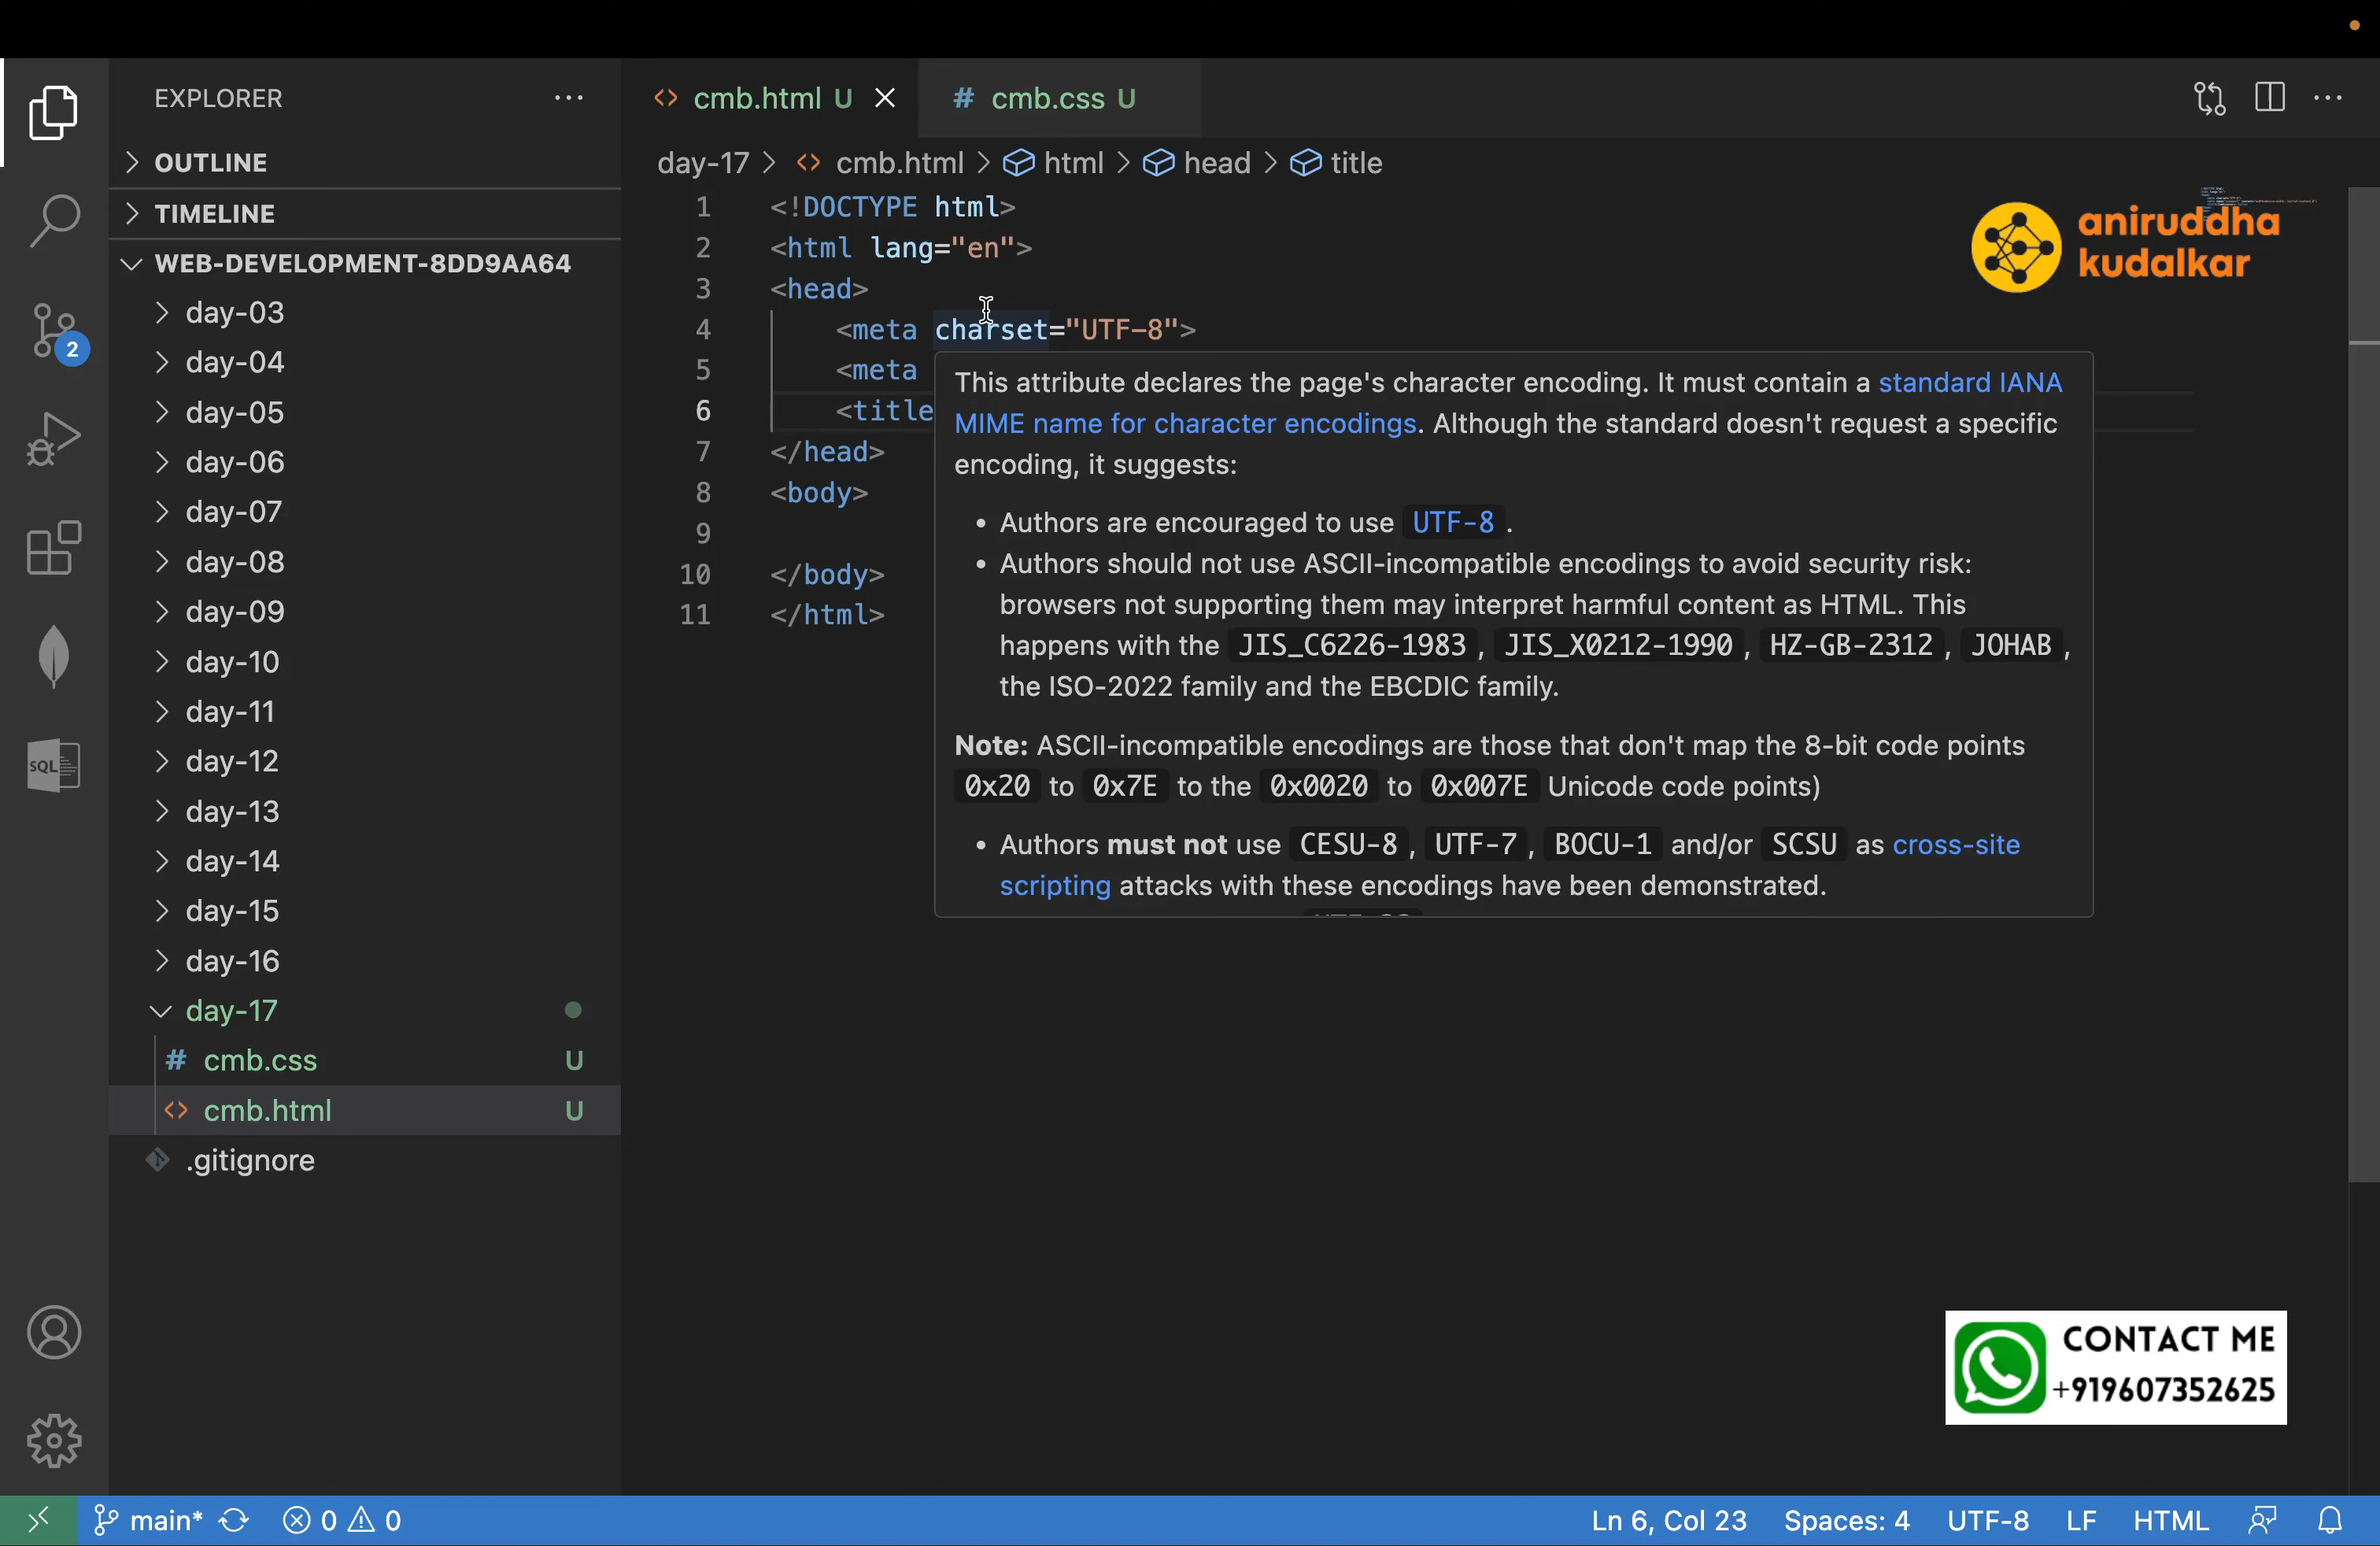 EXPLORER
OUTLINE
TIMELINE
WEB-DEVELOPMENT-8DD9AA64
day-03
day-04
day-05
day-06
day-07
day-08
day-09
day-10
day-11
day-12
day-13
day-14
day-15
day-16
day-17
# cmb.css U
<> cmb.html U
.gitignore
2
SQL
<> cmb.html U
# cmb.css U
day-17 > <> cmb.html > html > head > title
1 <!DOCTYPE html>
2 <html lang="en">
3 <head>
4 <meta charset="UTF-8">
5 <meta
6 <title
7 </head>
8 <body>
9
10 </body>
11 </html>
This attribute declares the page's character encoding. It must contain a standard IANA
MIME name for character encodings. Although the standard doesn't request a specific
encoding, it suggests:
• Authors are encouraged to use UTF-8 .
• Authors should not use ASCII-incompatible encodings to avoid security risk:
browsers not supporting them may interpret harmful content as HTML. This
happens with the JIS_C6226-1983 , JIS_X0212-1990 , HZ-GB-2312 , JOHAB ,
the ISO-2022 family and the EBCDIC family.
Note: ASCII-incompatible encodings are those that don't map the 8-bit code points
0x20 to 0x7E to the 0x0020 to 0x007E Unicode code points)
• Authors must not use CESU-8 , UTF-7 , BOCU-1 and/or SCSU as cross-site
scripting attacks with these encodings have been demonstrated.
aniruddha
kudalkar
CONTACT ME
+919607352625
main* 0 0
Ln 6, Col 23 Spaces: 4 UTF-8 LF HTML